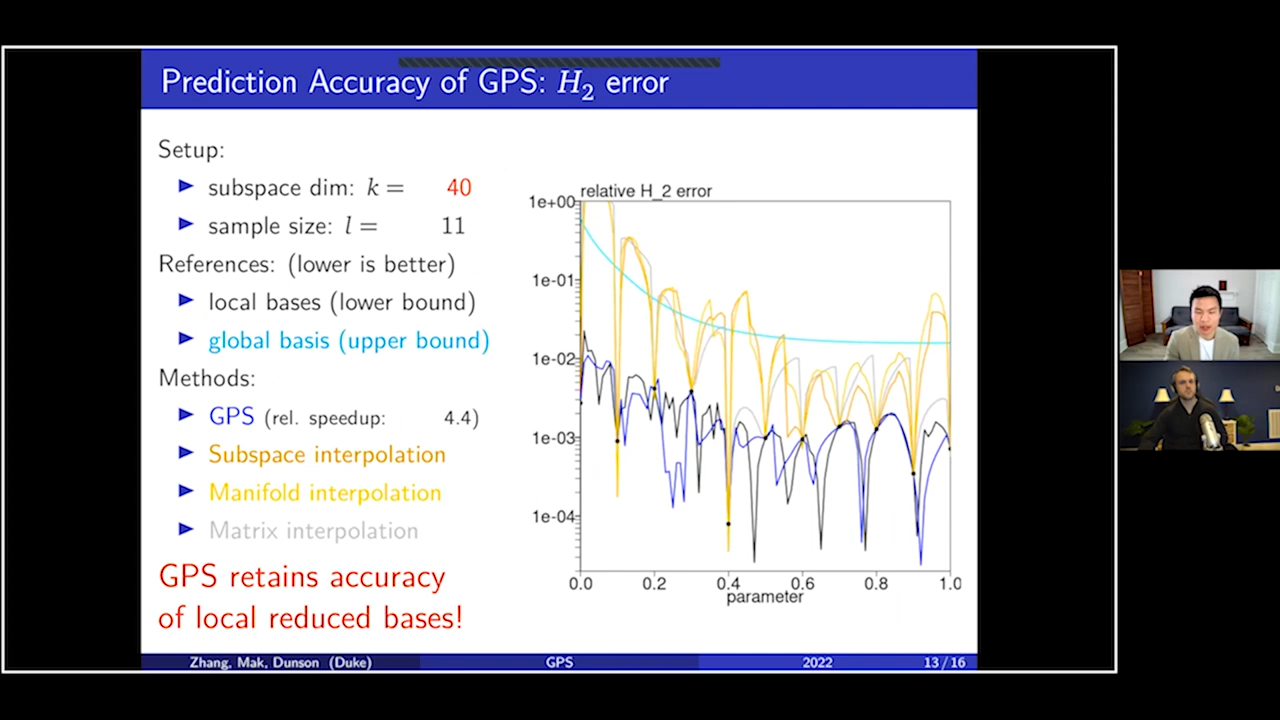 Prediction Accuracy of GPS: H₂ error
Setup:
subspace dim: k = 40
sample size: l = 11
References: (lower is better)
local bases (lower bound)
global basis (upper bound)
Methods:
GPS (rel. speedup: 4.4)
Subspace interpolation
Manifold interpolation
Matrix interpolation
GPS retains accuracy
of local reduced bases!
relative H_2 error
1e+00
1e-01
1e-02
1e-03
1e-04
0.0 0.2 0.4 0.6 0.8 1.0
parameter
Zhang, Mak, Dunson (Duke) GPS 2022 13 / 16